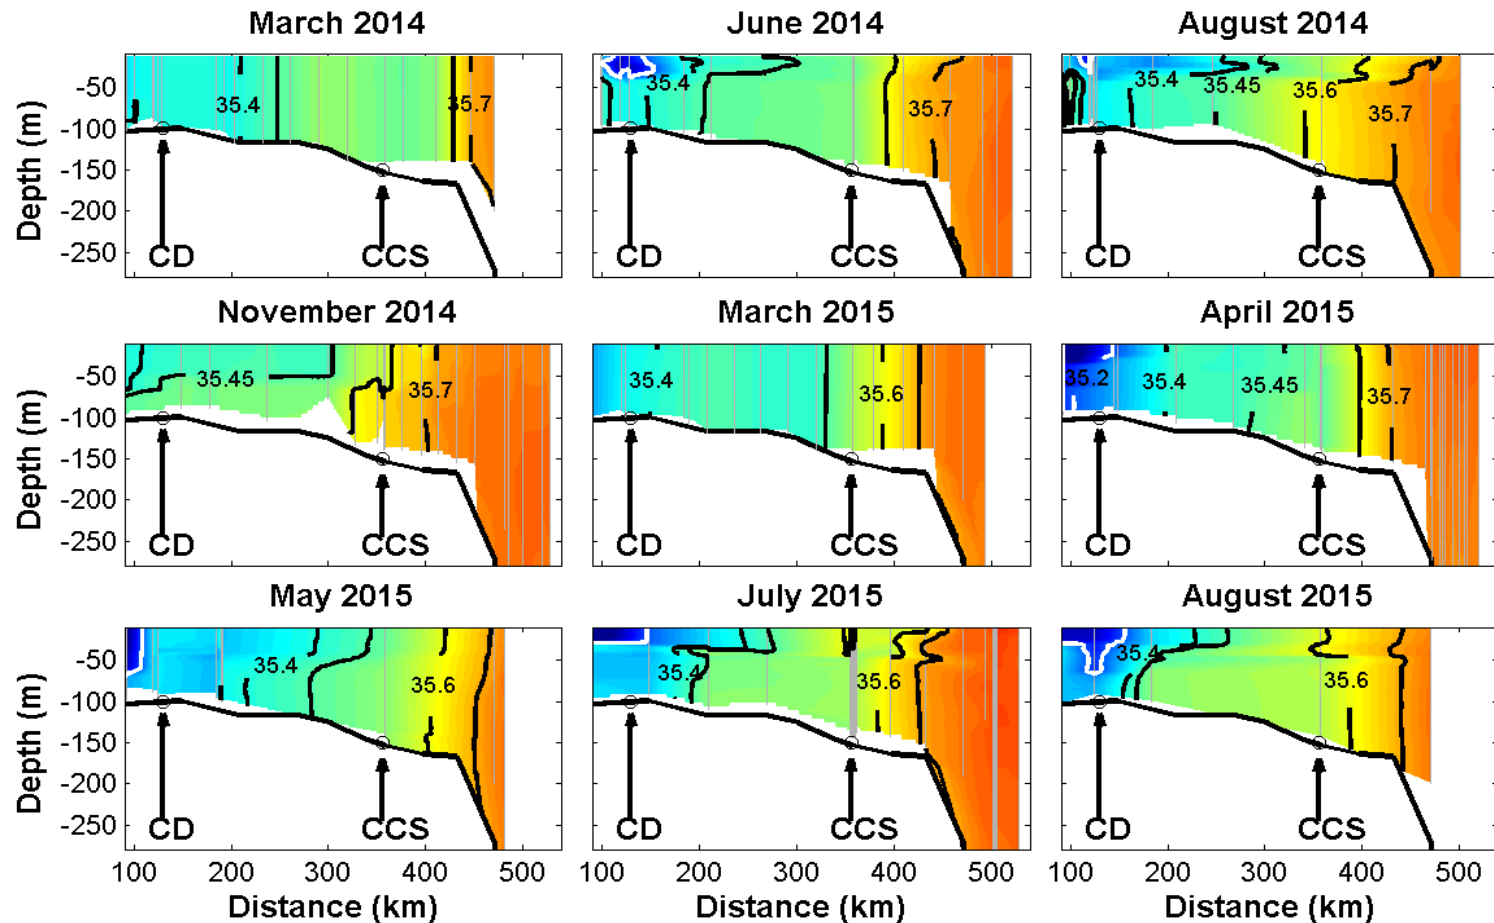 March 2014 June 2014 August 2014
-50 -100 -150 -200 -250
Depth (m)
35.4 35.7
CD CCS
35.4 35.7
CD CCS
35.4 35.45 35.6 35.7
CD CCS
November 2014 March 2015 April 2015
-50 -100 -150 -200 -250
Depth (m)
35.45 35.7
CD CCS
35.4 35.6
CD CCS
35.2 35.4 35.45 35.7
CD CCS
May 2015 July 2015 August 2015
-50 -100 -150 -200 -250
Depth (m)
35.4 35.6
CD CCS
35.4 35.6
CD CCS
35.4 35.6
CD CCS
100 200 300 400 500
100 200 300 400 500
100 200 300 400 500
Distance (km) Distance (km) Distance (km)